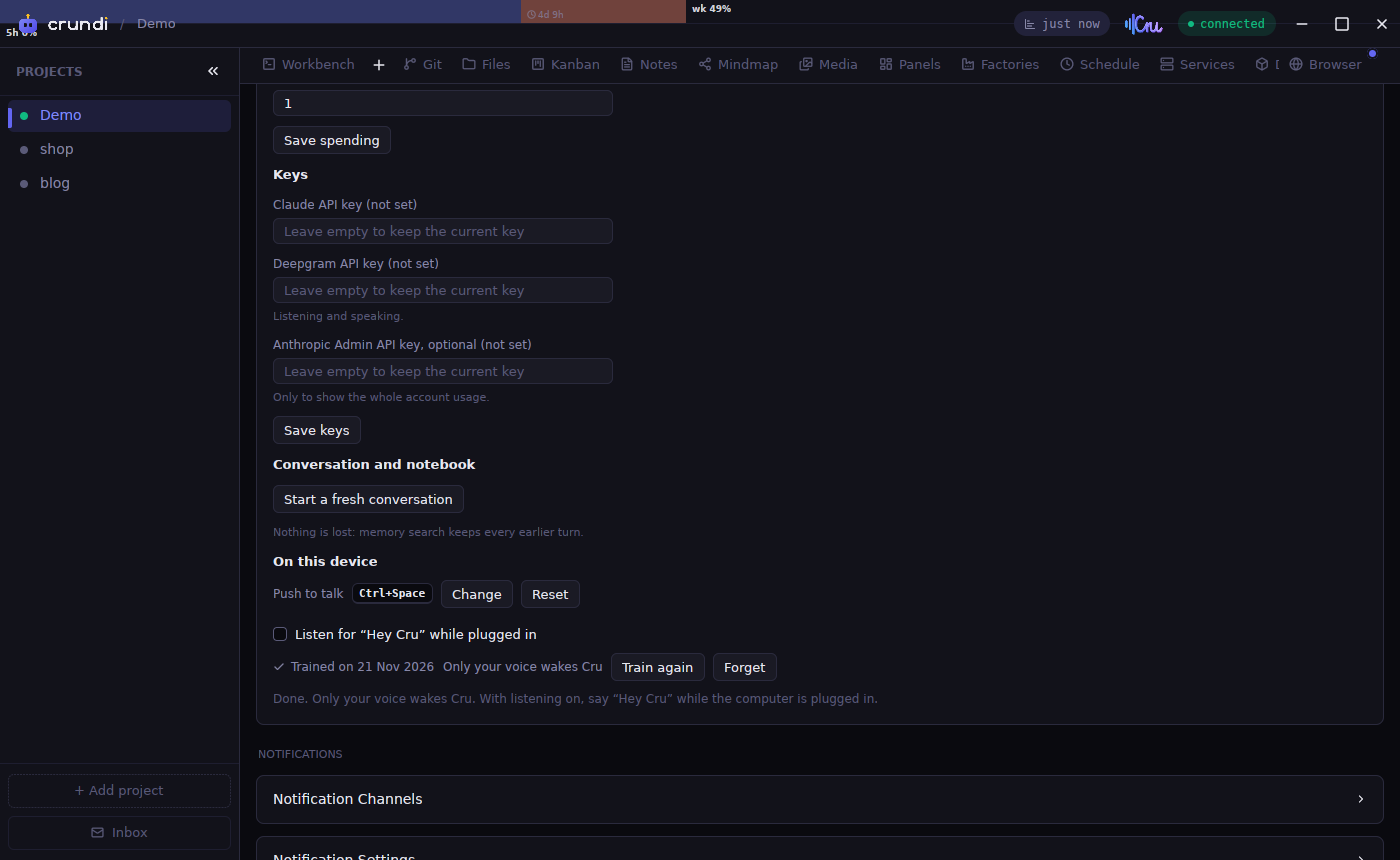 4d 9h
wk 49%
crundi / Demo
just now
Cru
connected
PROJECTS
Workbench
Git
Files
Kanban
Notes
Mindmap
Media
Panels
Factories
Schedule
Services
Browser
Demo
shop
blog
+ Add project
Inbox
1
Save spending
Keys
Claude API key (not set)
Leave empty to keep the current key
Deepgram API key (not set)
Leave empty to keep the current key
Listening and speaking.
Anthropic Admin API key, optional (not set)
Leave empty to keep the current key
Only to show the whole account usage.
Save keys
Conversation and notebook
Start a fresh conversation
Nothing is lost: memory search keeps every earlier turn.
On this device
Push to talk Ctrl+Space Change Reset
Listen for “Hey Cru” while plugged in
Trained on 21 Nov 2026 Only your voice wakes Cru Train again Forget
Done. Only your voice wakes Cru. With listening on, say “Hey Cru” while the computer is plugged in.
NOTIFICATIONS
Notification Channels
Notification Settings